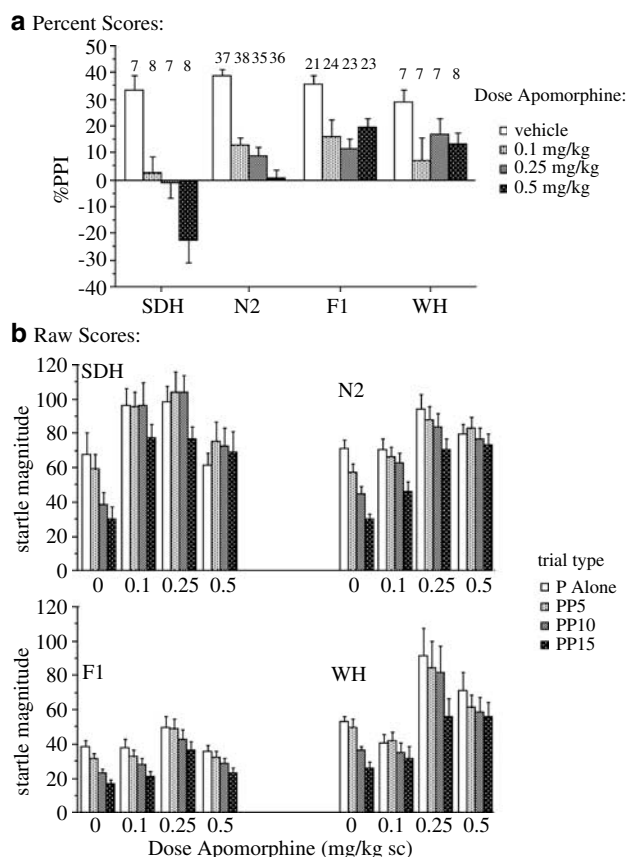 a Percent Scores:
50
40
30
20
10
0
-10
-20
-30
-40
%PPI
7 8 7 8
37 38 35 36
21 24 23 23
7 7 7 8
SDH N2 F1 WH
Dose Apomorphine:
vehicle
0.1 mg/kg
0.25 mg/kg
0.5 mg/kg
b Raw Scores:
SDH
120
100
80
60
40
20
0
startle magnitude
0 0.1 0.25 0.5
N2
0 0.1 0.25 0.5
trial type
P Alone
PP5
PP10
PP15
F1
100
80
60
40
20
0
startle magnitude
0 0.1 0.25 0.5
WH
0 0.1 0.25 0.5
Dose Apomorphine (mg/kg sc)